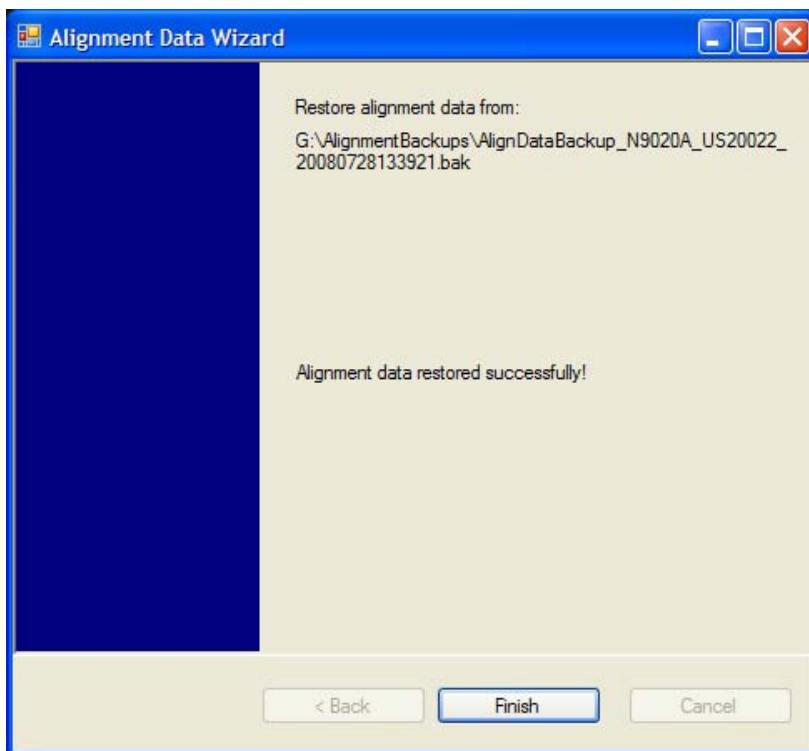 Alignment Data Wizard
Restore alignment data from:
G:\AlignmentBackups\AlignDataBackup_N9020A_US20022_
20080728133921.bak
Alignment data restored successfully!
< Back
Finish
Cancel